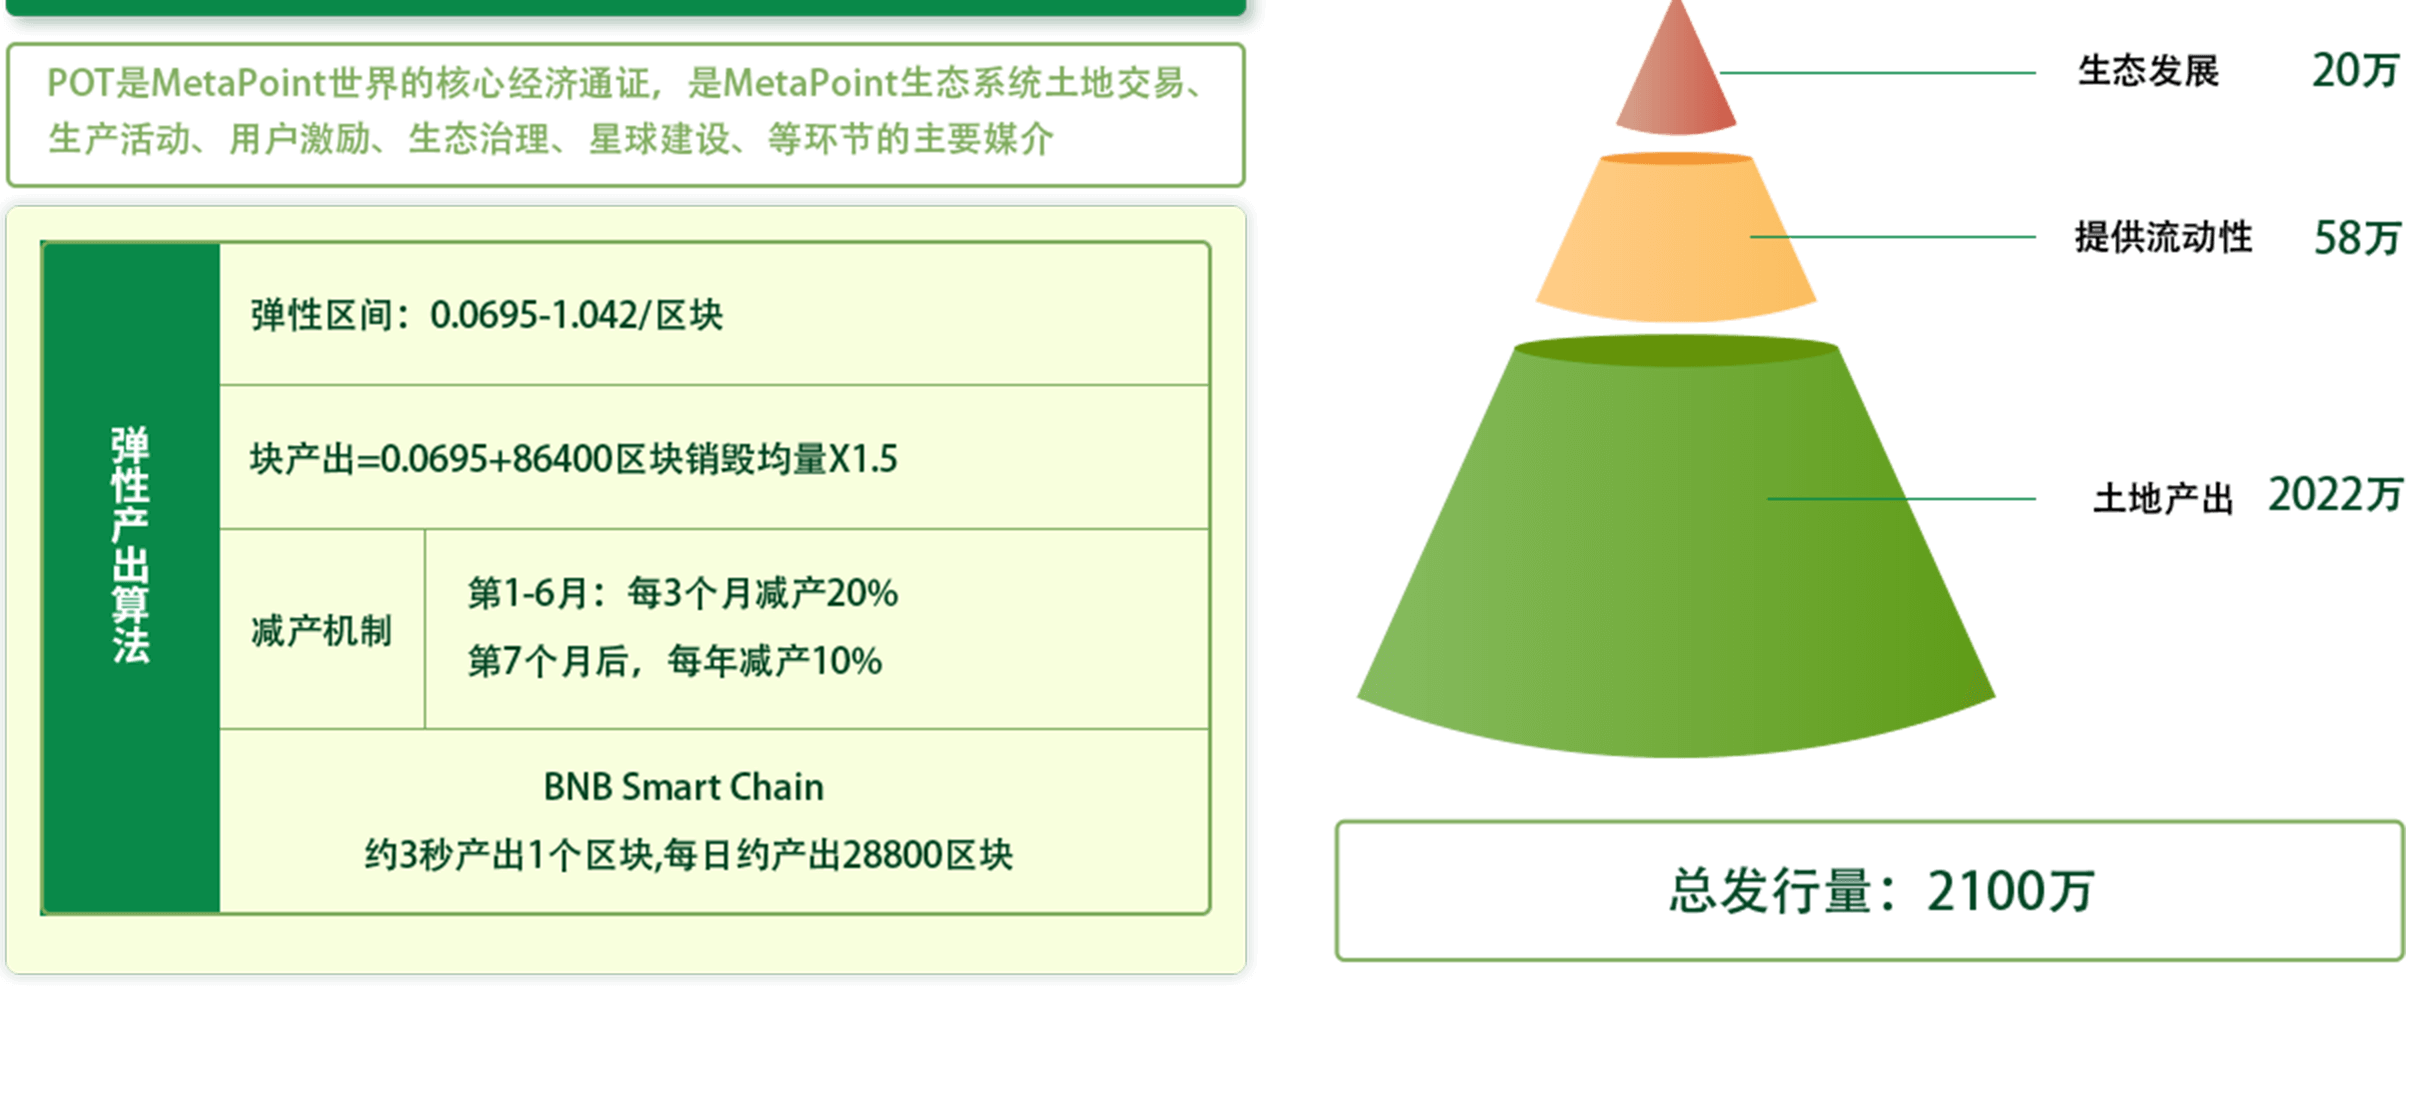 POT是MetaPoint世界的核心经济通证，是MetaPoint生态系统土地交易、
生产活动、用户激励、生态治理、星球建设、等环节的主要媒介
弹性产出算法
弹性区间：0.0695-1.042/区块
块产出=0.0695+86400区块销毁均量X1.5
减产机制
第1-6月：每3个月减产20%
第7个月后，每年减产10%
BNB Smart Chain
约3秒产出1个区块,每日约产出28800区块
生态发展 20万
提供流动性 58万
土地产出 2022万
总发行量：2100万